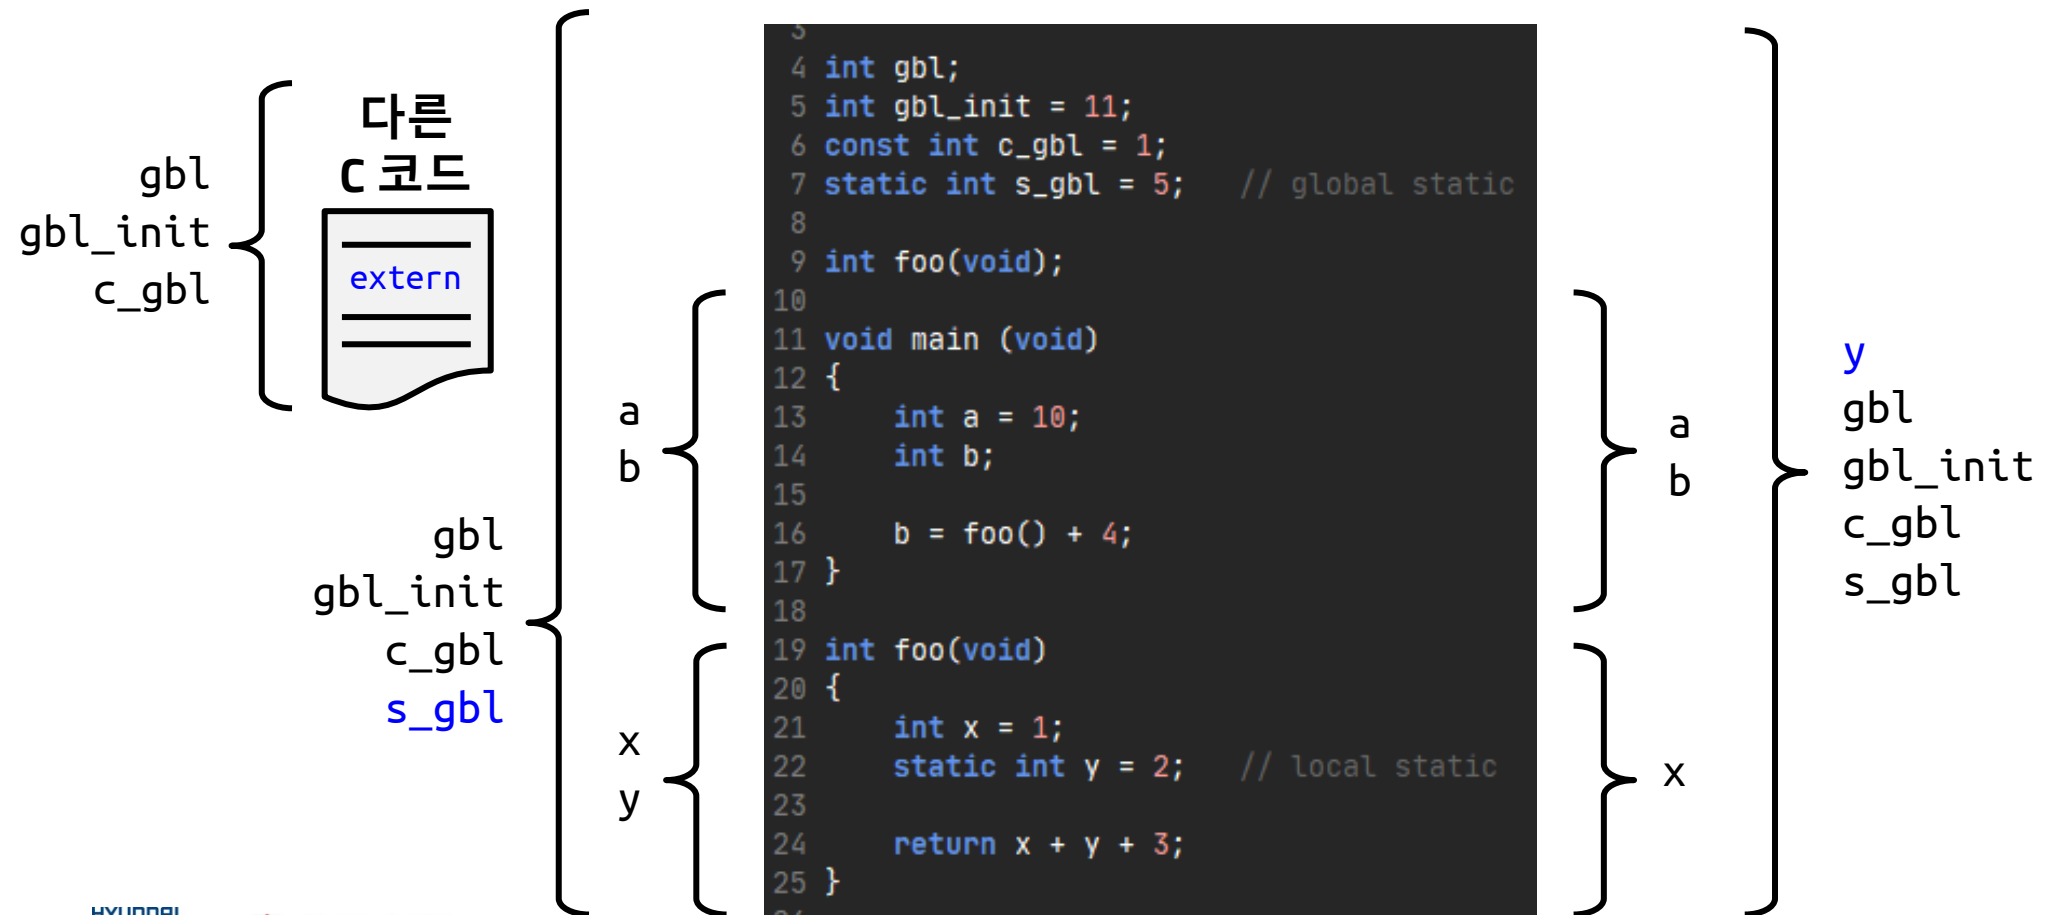 gbl
gbl_init
c_gbl
다른
C 코드
extern
gbl
gbl_init
c_gbl
s_gbl
a
b
x
y
3
4 int gbl;
5 int gbl_init = 11;
6 const int c_gbl = 1;
7 static int s_gbl = 5; // global static
8
9 int foo(void);
10
11 void main (void)
12 {
13 int a = 10;
14 int b;
15
16 b = foo() + 4;
17 }
18
19 int foo(void)
20 {
21 int x = 1;
22 static int y = 2; // local static
23
24 return x + y + 3;
25 }
a
b
x
y
gbl
gbl_init
c_gbl
s_gbl
HYUNDAI